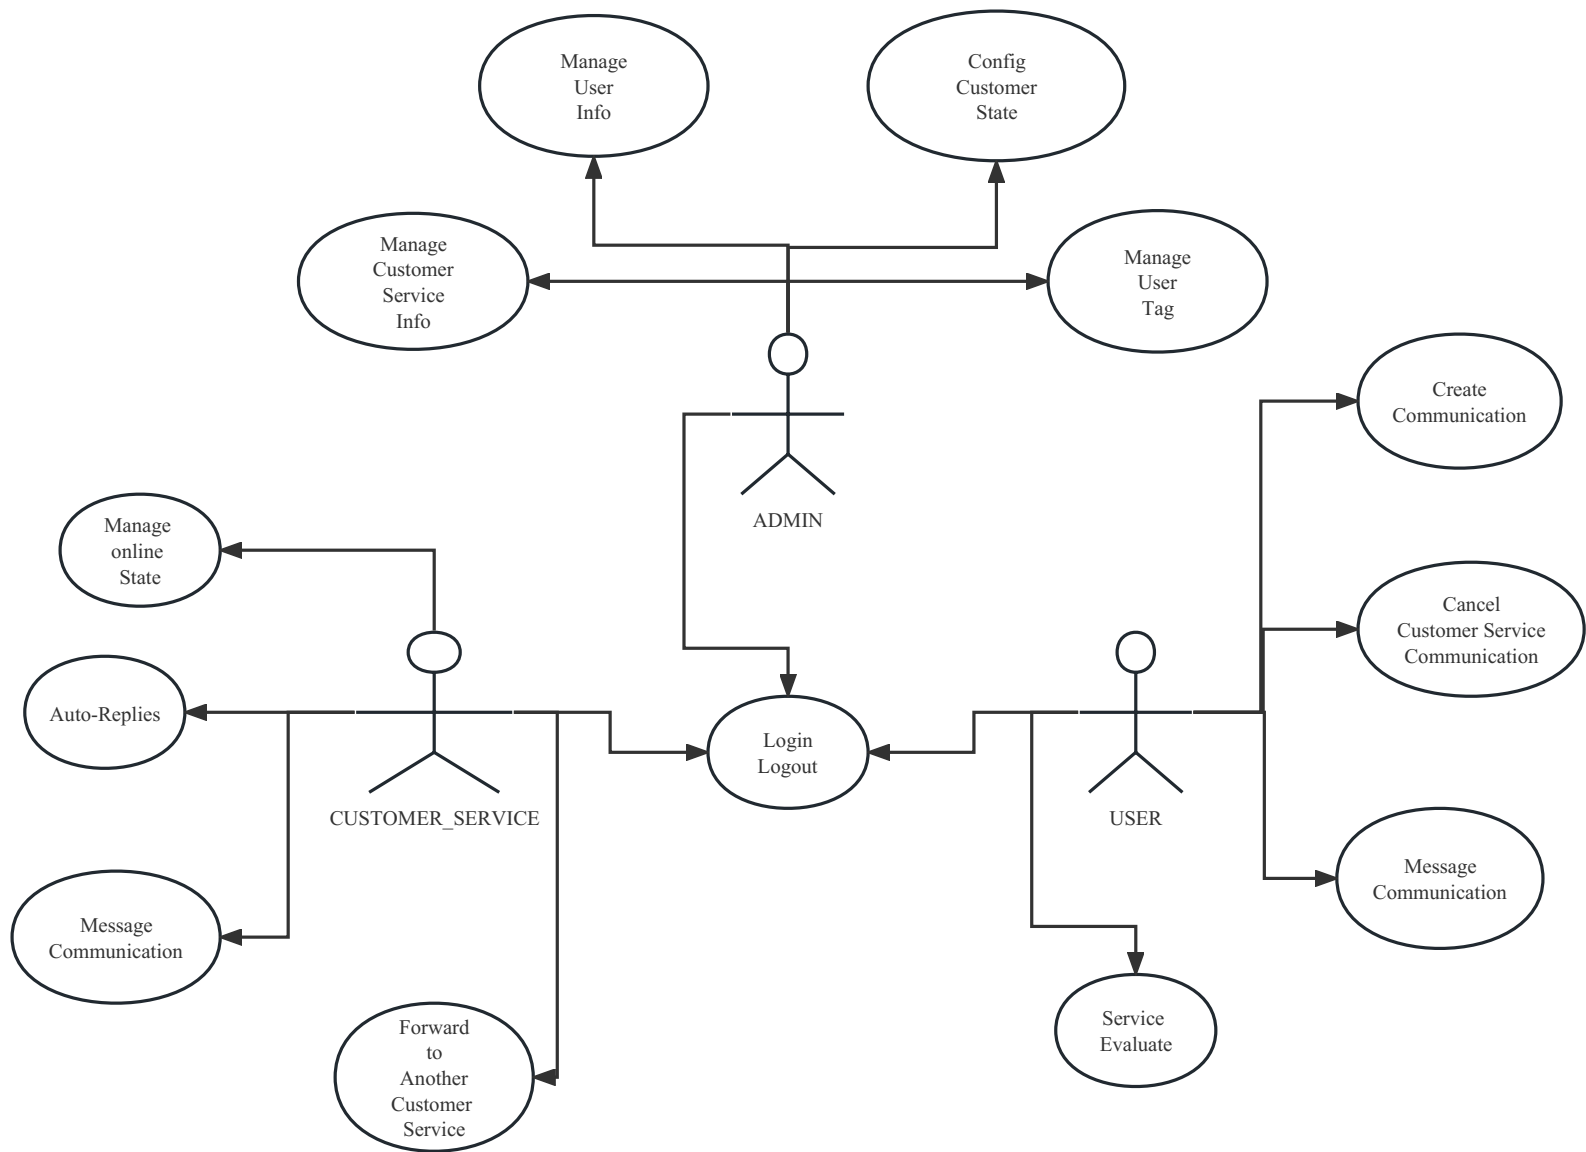 Manage
User
Info
Config
Customer
State
Manage
Customer
Service
Info
Manage
User
Tag
Create
Communication
ADMIN
Manage
online
State
Cancel
Customer Service
Communication
Auto-Replies
Login
Logout
CUSTOMER_SERVICE
USER
Message
Communication
Message
Communication
Service
Evaluate
Forward
to
Another
Customer
Service